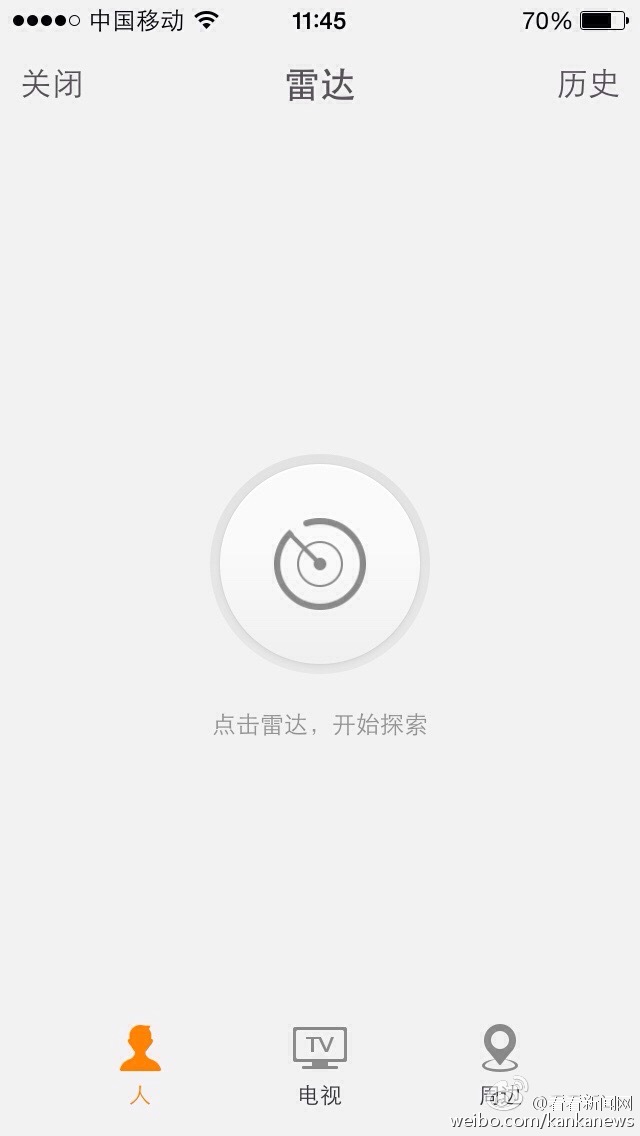 中国移动 11:45 70%
关闭 雷达 历史
点击雷达，开始探索
TV
人 电视 周边
@看看新闻网
weibo.com/kankanews